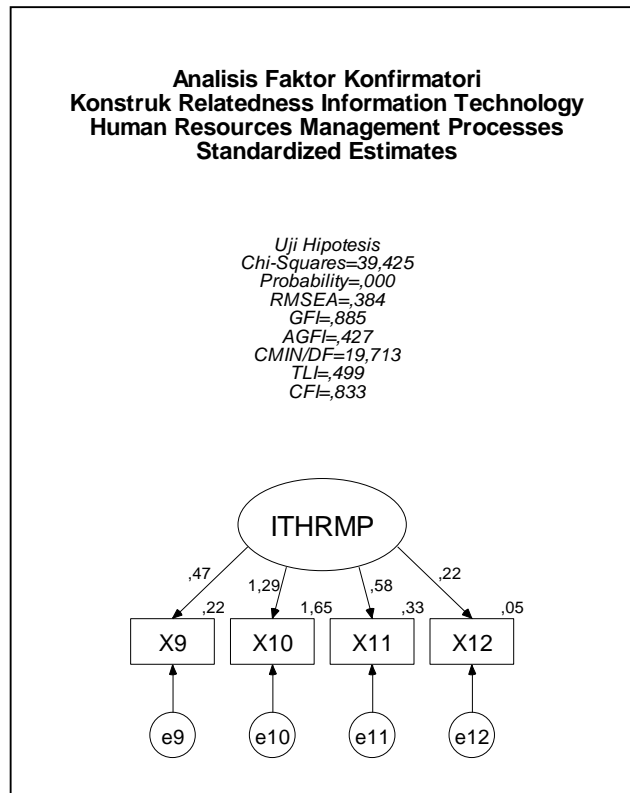 Analisis Faktor Konfirmatori
Konstruk Relatedness Information Technology
Human Resources Management Processes
Standardized Estimates
Uji Hipotesis
Chi-Squares=39,425
Probability=,000
RMSEA=,384
GFI=,885
AGFI=,427
CMIN/DF=19,713
TLI=,499
CFI=,833
ITHRMP
,47 1,29 ,58 ,22
,22 1,65 ,33 ,05
X9 X10 X11 X12
e9 e10 e11 e12